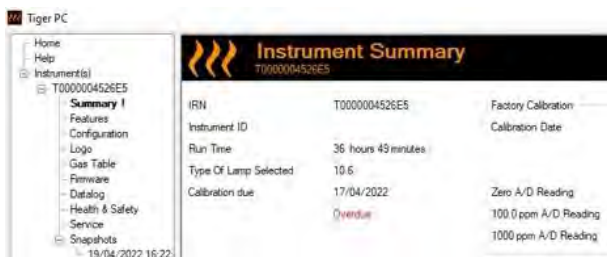 Tiger PC
Home
Help
Instrument(s)
T0000004526E5
Summary !
Features
Configuration
Logo
Gas Table
Firmware
Datalog
Health & Safety
Service
Snapshots
19/04/2022 16:22
Instrument Summary
T0000004526E5
IRN T0000004526E5
Instrument ID
Run Time 36 hours 49 minutes
Type Of Lamp Selected 10.6
Calibration due 17/04/2022
Overdue
Factory Calibration
Calibration Date
Zero A/D Reading
100.0 ppm A/D Reading
1000 ppm A/D Reading